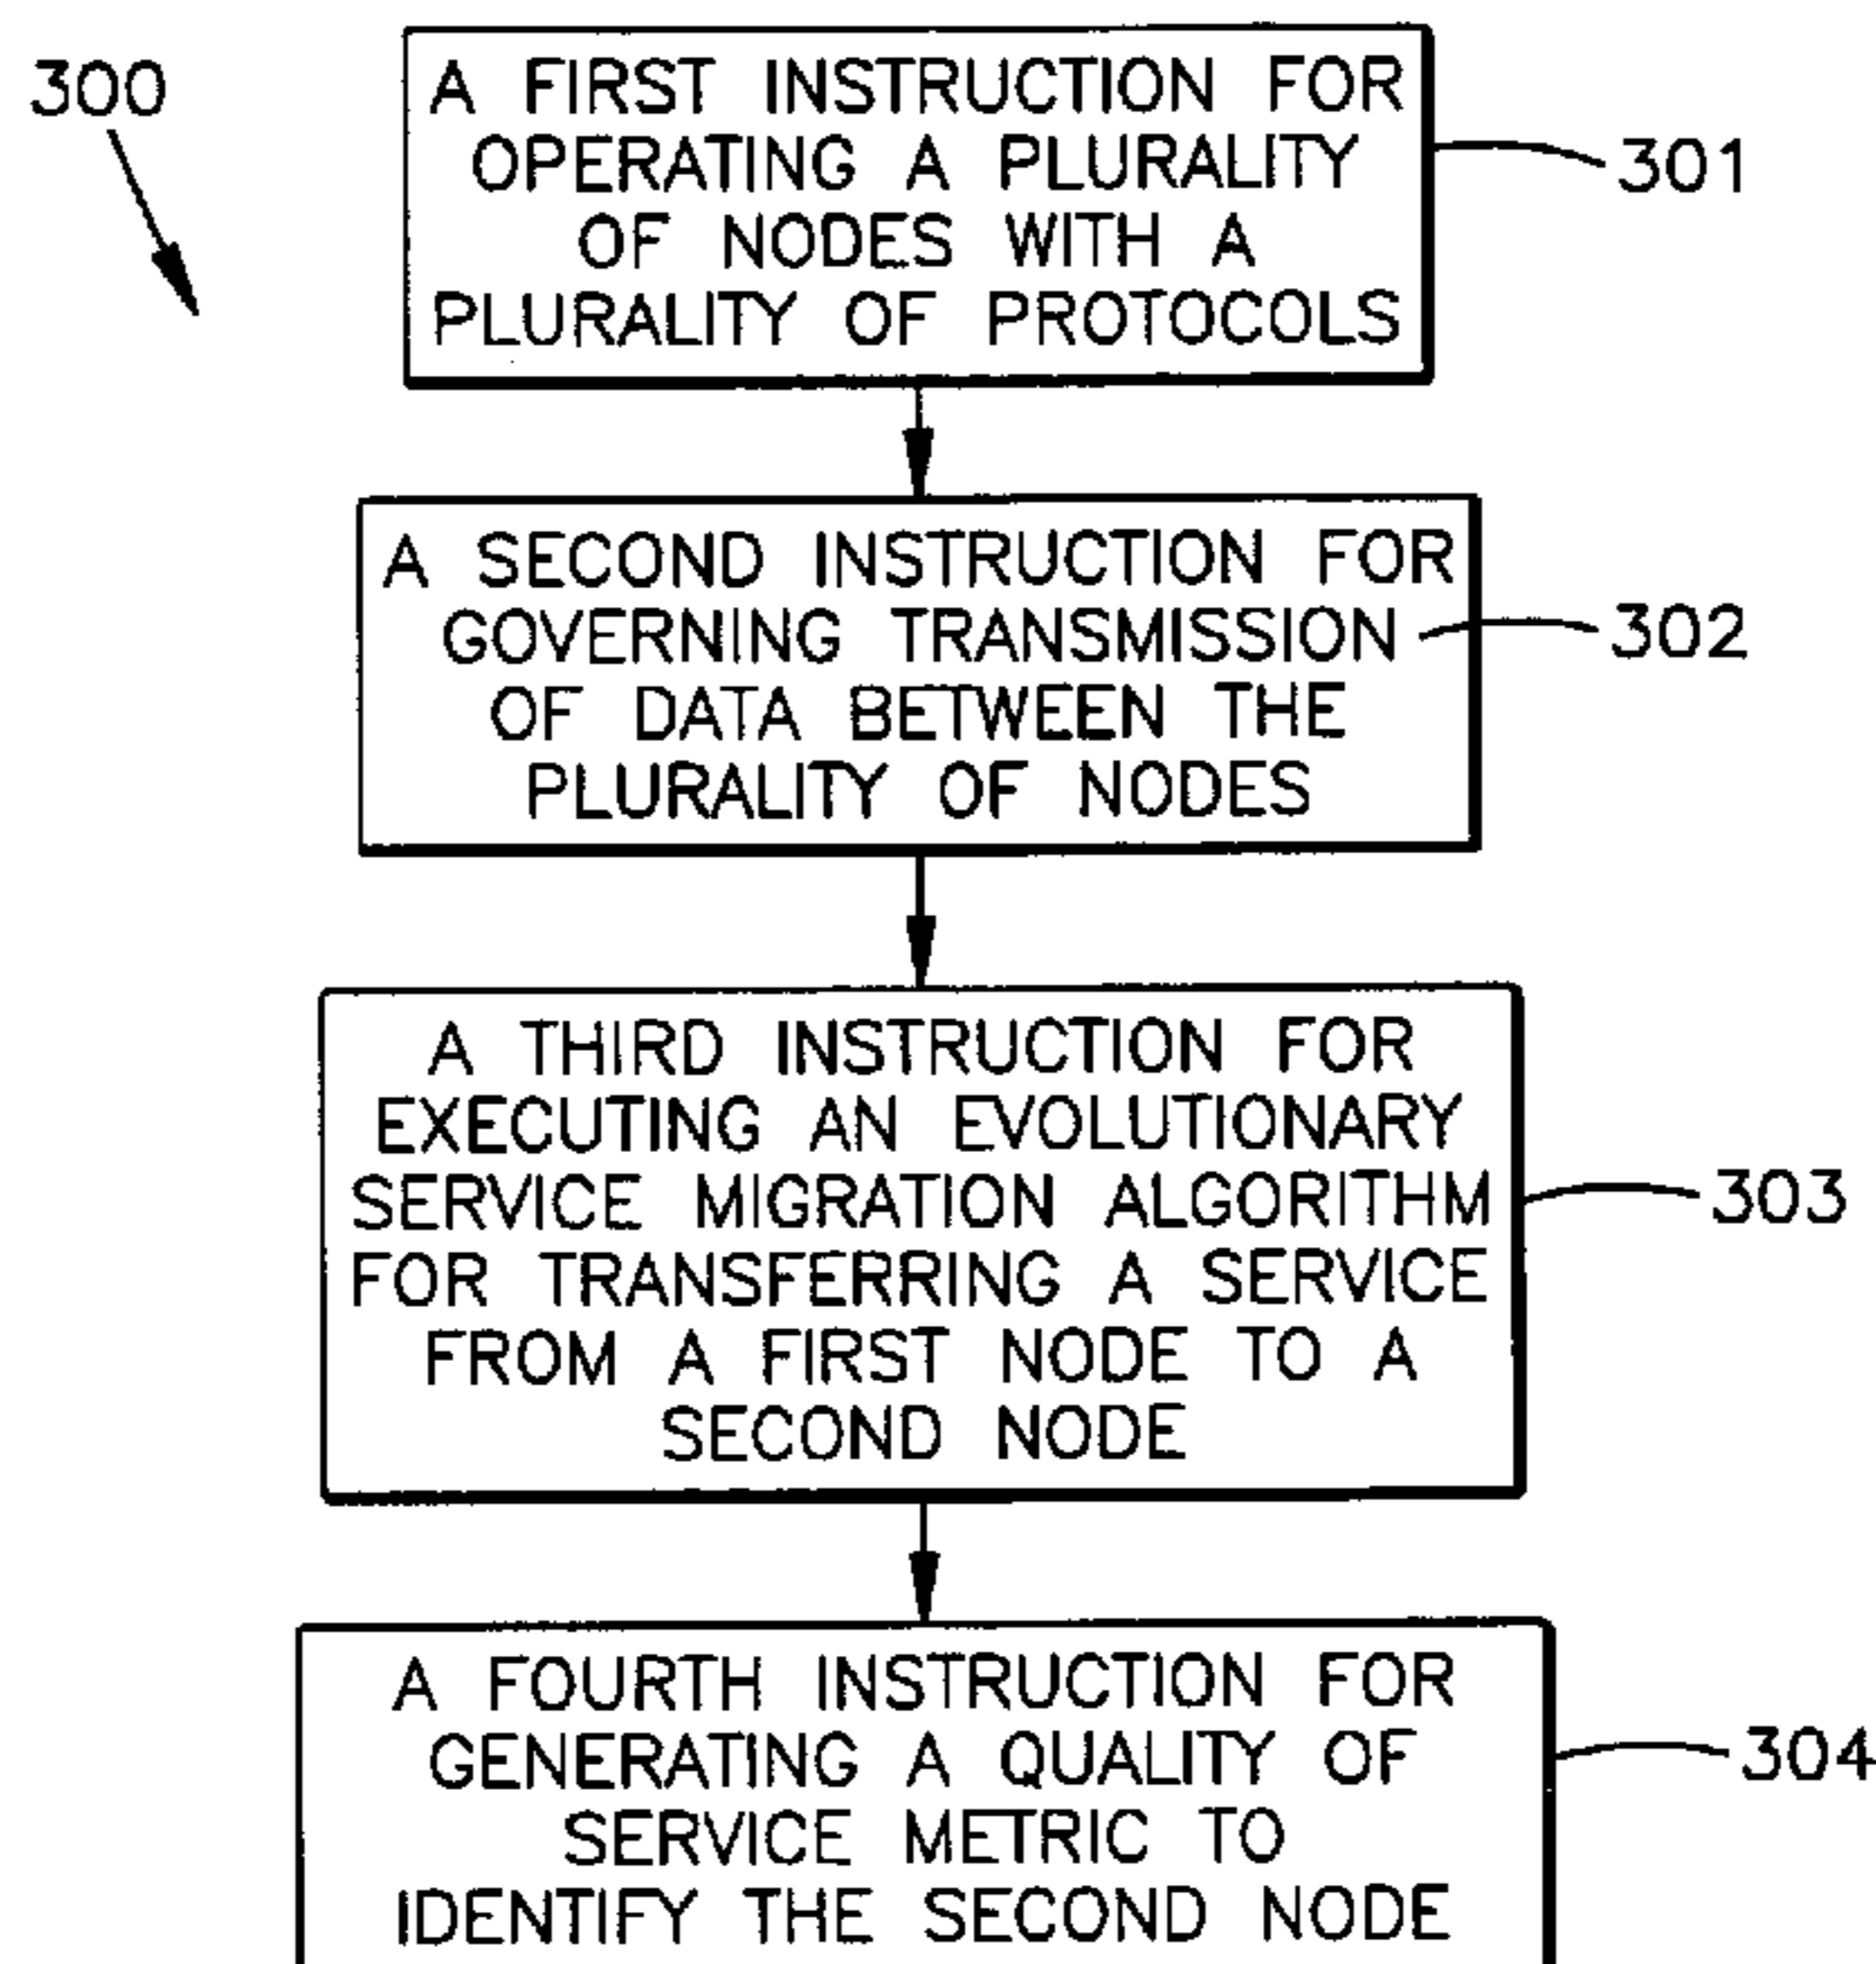 300
A FIRST INSTRUCTION FOR
OPERATING A PLURALITY
OF NODES WITH A
PLURALITY OF PROTOCOLS
301
A SECOND INSTRUCTION FOR
GOVERNING TRANSMISSION
OF DATA BETWEEN THE
PLURALITY OF NODES
302
A THIRD INSTRUCTION FOR
EXECUTING AN EVOLUTIONARY
SERVICE MIGRATION ALGORITHM
FOR TRANSFERRING A SERVICE
FROM A FIRST NODE TO A
SECOND NODE
303
A FOURTH INSTRUCTION FOR
GENERATING A QUALITY OF
SERVICE METRIC TO
IDENTIFY THE SECOND NODE
304